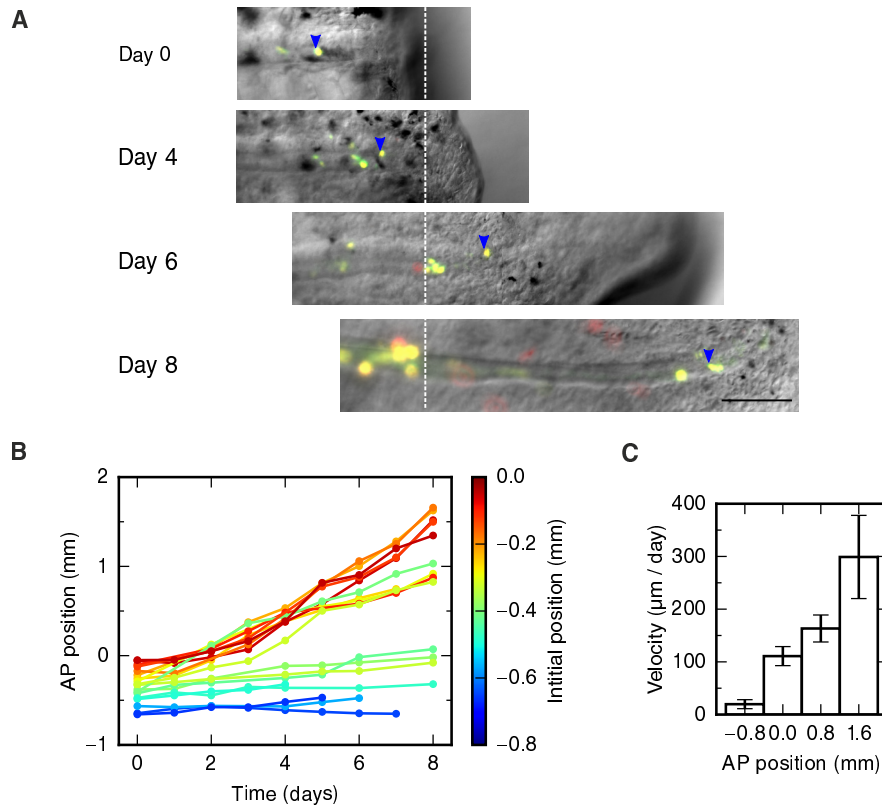 A
Day 0
Day 4
Day 6
Day 8
B
2
1
0
−1
AP position (mm)
0 2 4 6 8
Time (days)
0.0
−0.2
−0.4
−0.6
−0.8
Intitial position (mm)
C
400
300
200
100
0
Velocity (μm / day)
−0.8 0.0 0.8 1.6
AP position (mm)